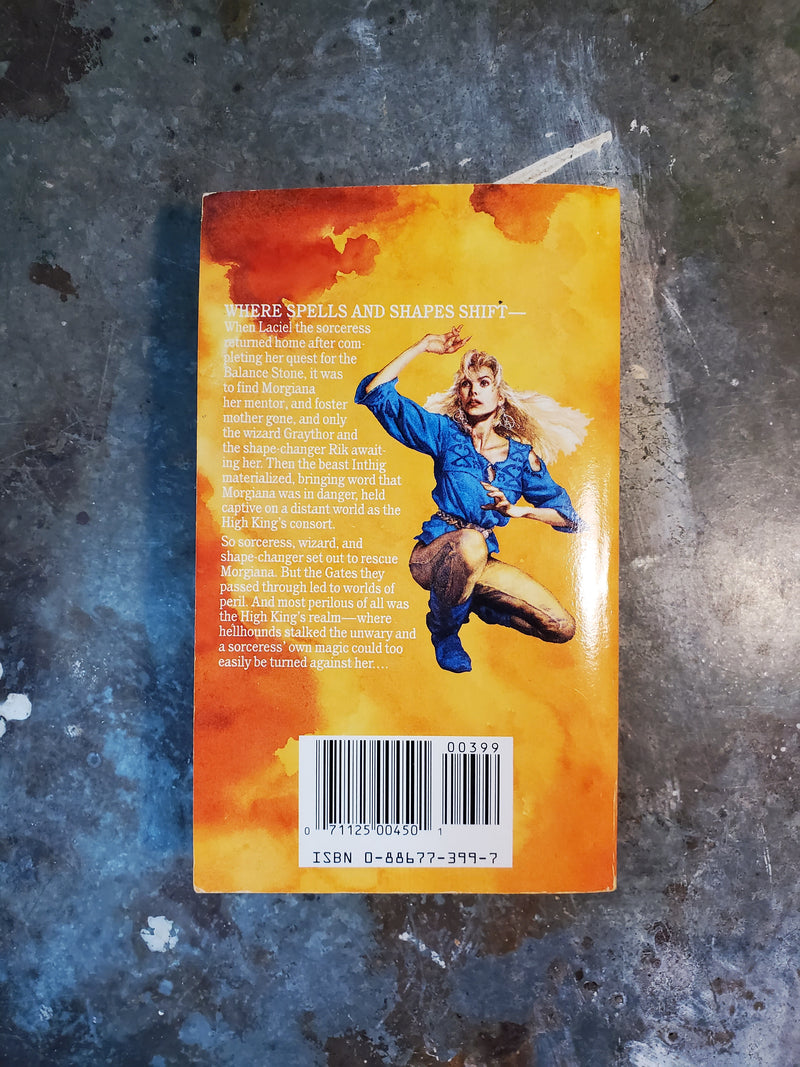 WHERE SPELLS AND SHAPES SHIFT—
When Laciel the sorceress
returned home after com-
pleting her quest for the
Balance Stone, it was
to find Morgiana
her mentor, and foster
mother gone, and only
the wizard Graythor and
the shape-changer Rik await-
ing her. Then the beast Inthig
materialized, bringing word that
Morgiana was in danger, held
captive on a distant world as the
High King's consort.
So sorceress, wizard, and
shape-changer set out to rescue
Morgiana. But the Gates they
passed through led to worlds of
peril. And most perilous of all was
the High King's realm—where
hellhounds stalked the unwary and
a sorceress' own magic could too
easily be turned against her....
00399
0 71125 00450 1
ISBN 0-88677-399-7